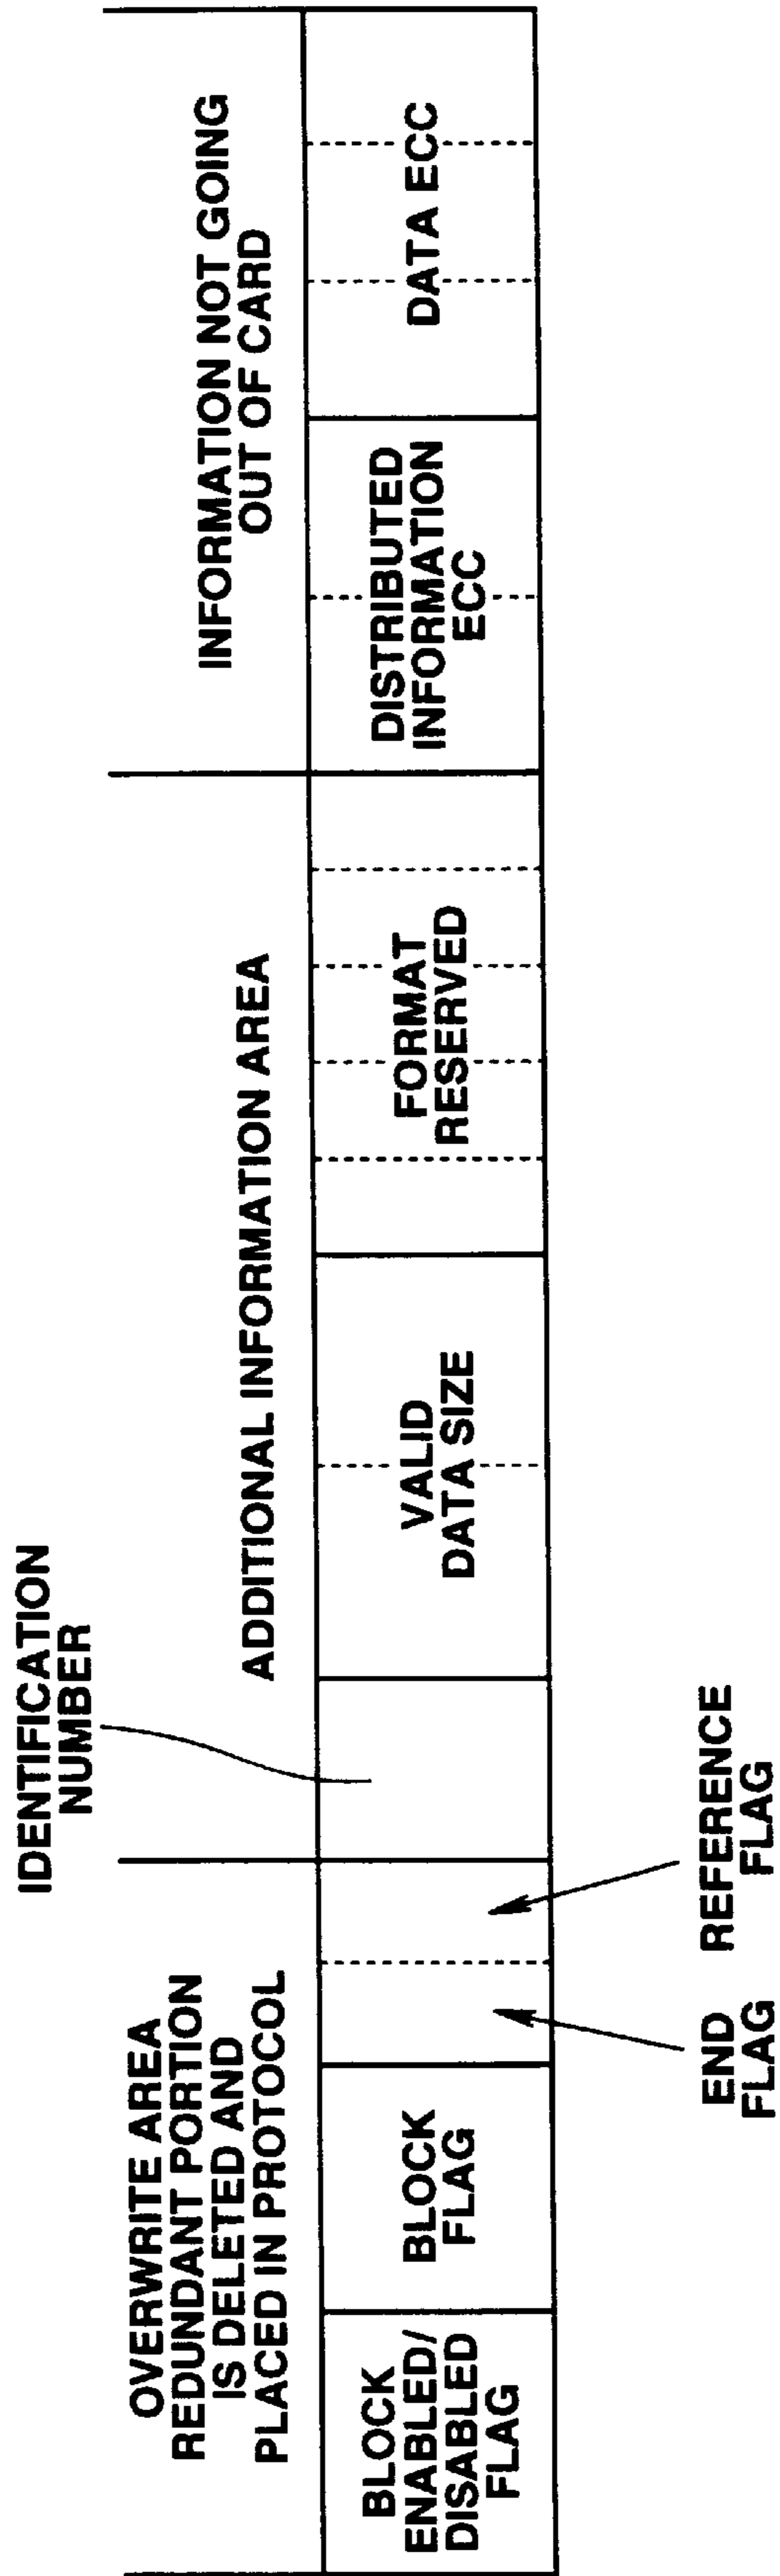 OVERWRITE AREA
REDUNDANT PORTION
IS DELETED AND
PLACED IN PROTOCOL
IDENTIFICATION
NUMBER
ADDITIONAL INFORMATION AREA
INFORMATION NOT GOING
OUT OF CARD
BLOCK
ENABLED/
DISABLED
FLAG
BLOCK
FLAG
VALID
DATA SIZE
FORMAT
RESERVED
DISTRIBUTED
INFORMATION
ECC
DATA ECC
END
FLAG
REFERENCE
FLAG